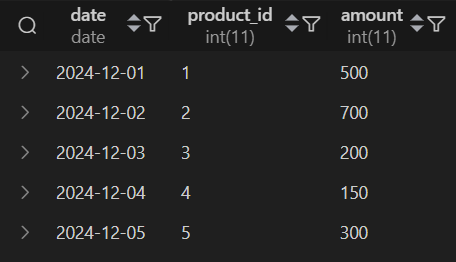 date product_id amount
date int(11) int(11)
2024-12-01 1 500
2024-12-02 2 700
2024-12-03 3 200
2024-12-04 4 150
2024-12-05 5 300